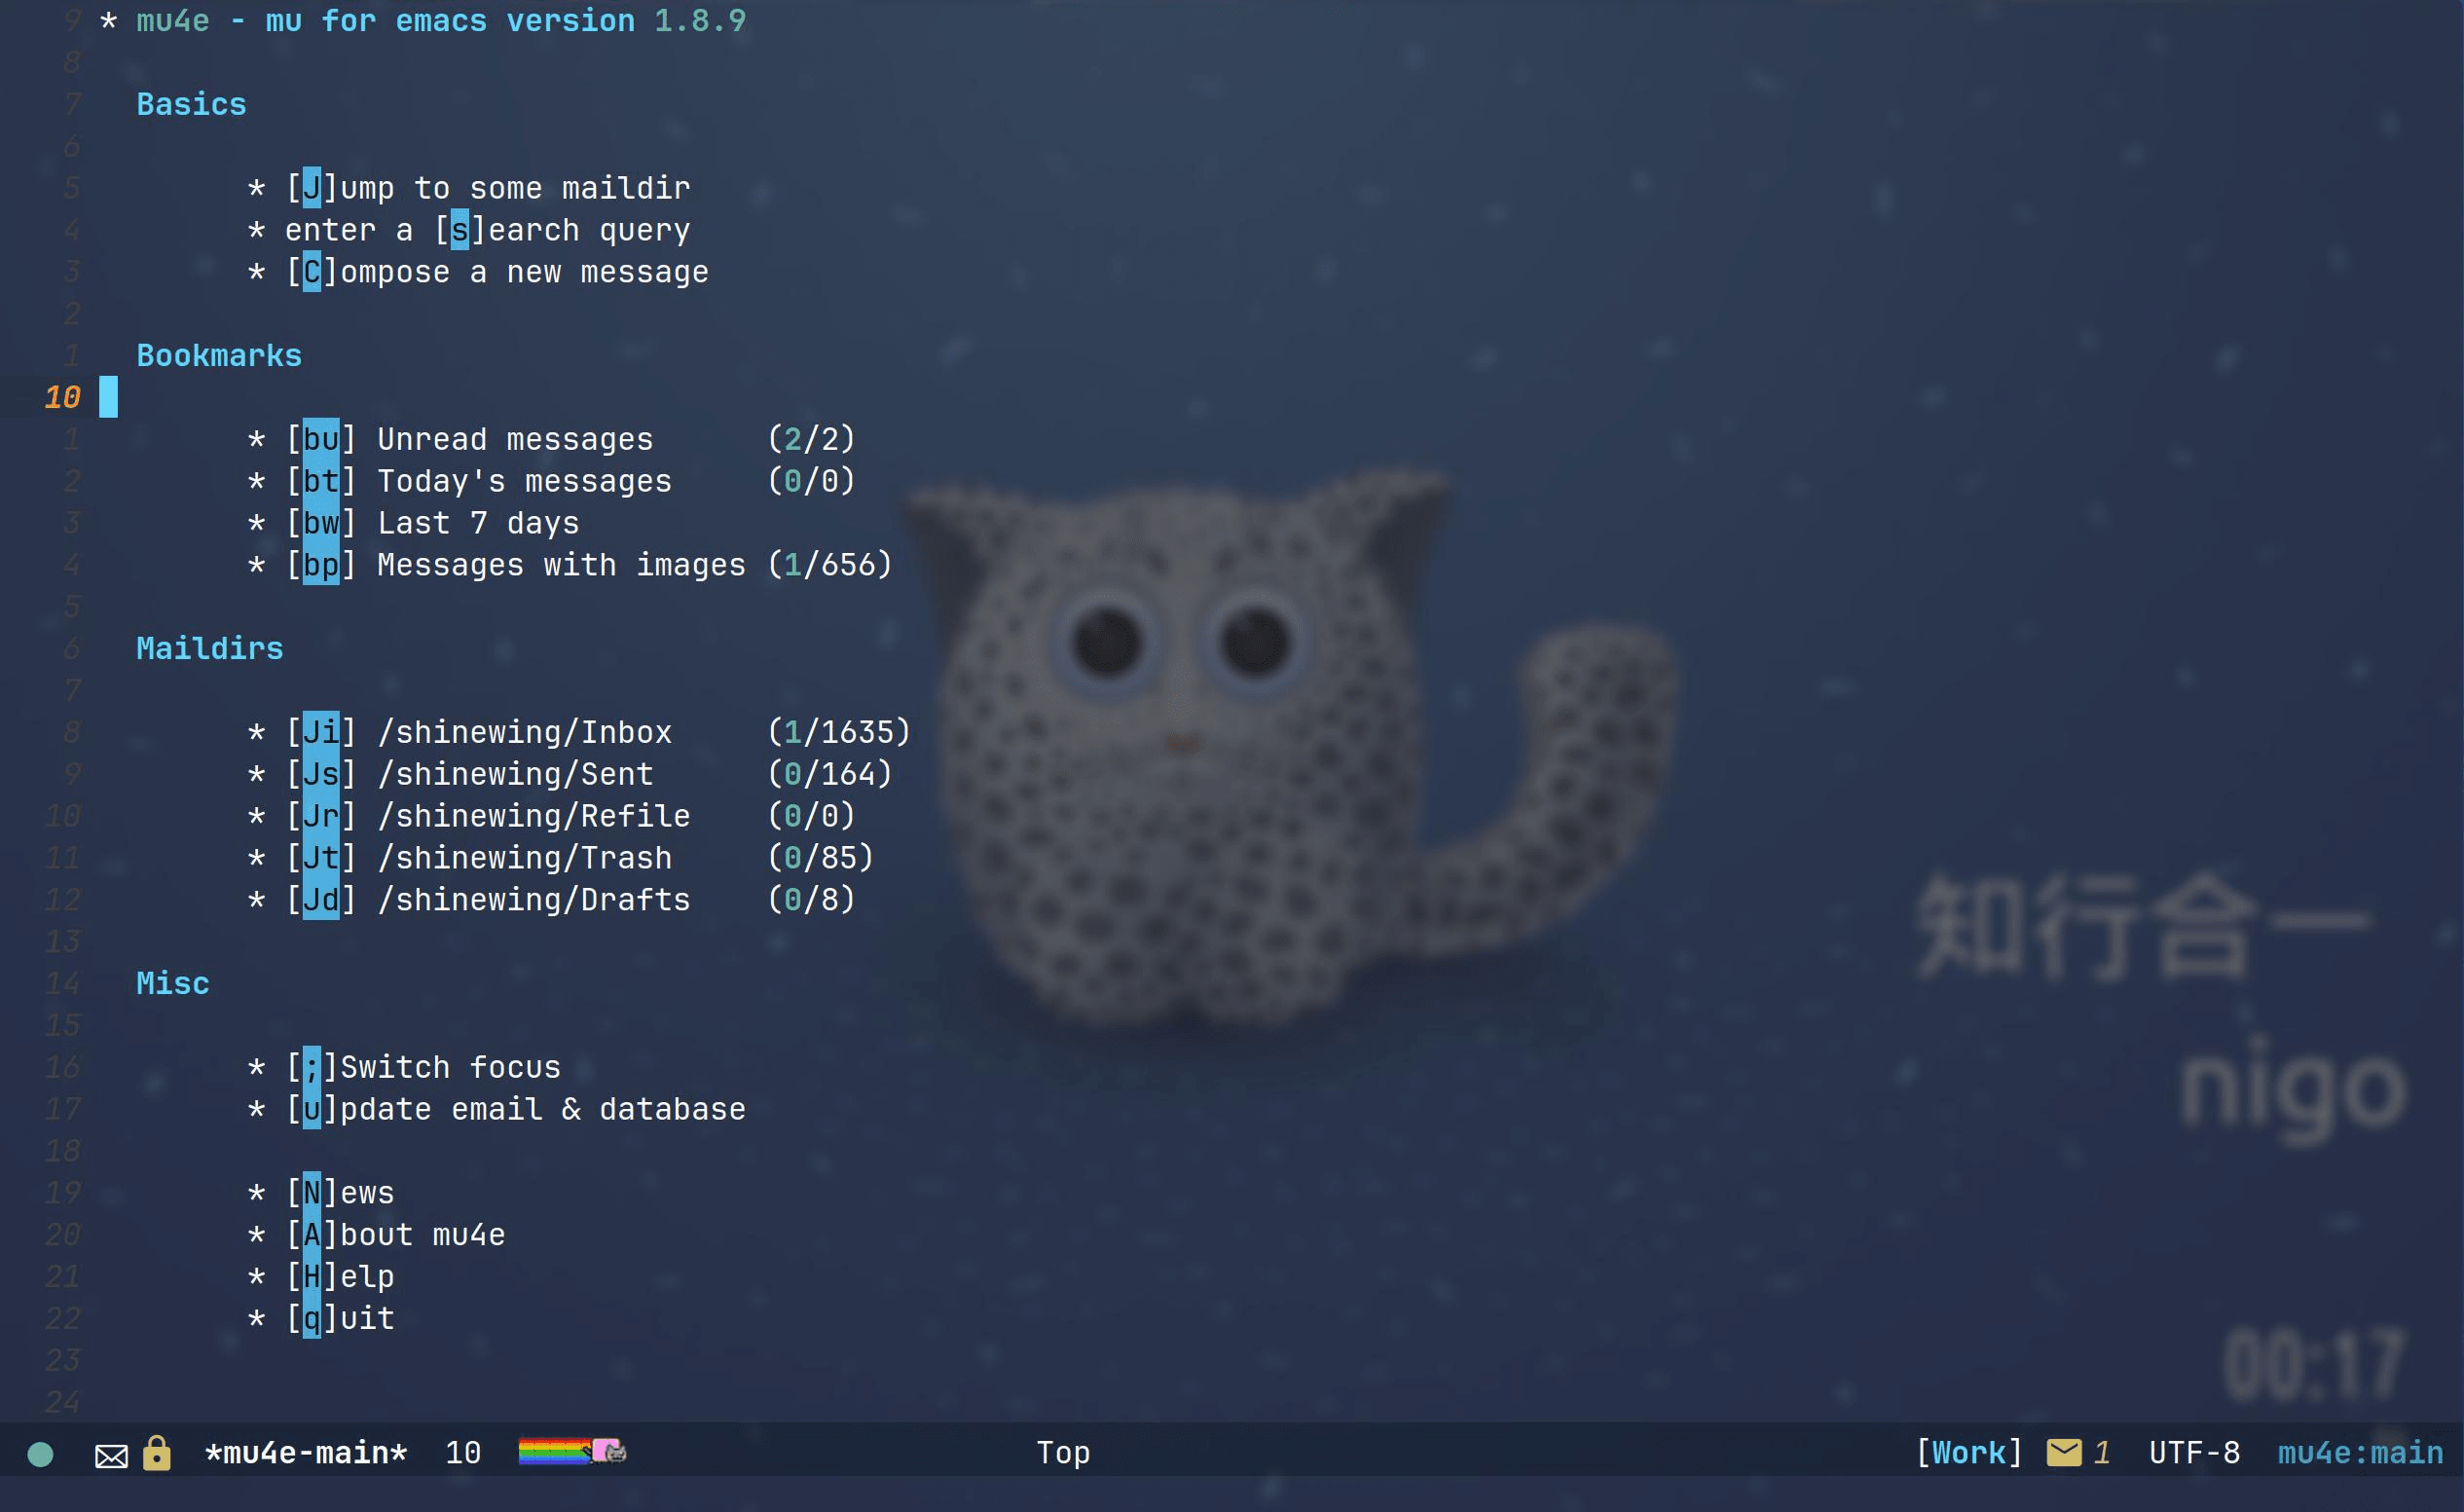 9 * mu4e - mu for emacs version 1.8.9
8
7 Basics
6
5 * [J]ump to some maildir
4 * enter a [s]earch query
3 * [C]ompose a new message
2
1 Bookmarks
10
1 * [bu] Unread messages (2/2)
2 * [bt] Today's messages (0/0)
3 * [bw] Last 7 days
4 * [bp] Messages with images (1/656)
5
6 Maildirs
7
8 * [Ji] /shinewing/Inbox (1/1635)
9 * [Js] /shinewing/Sent (0/164)
10 * [Jr] /shinewing/Refile (0/0)
11 * [Jt] /shinewing/Trash (0/85)
12 * [Jd] /shinewing/Drafts (0/8)
13
14 Misc
15
16 * [;]Switch focus
17 * [u]pdate email & database
18
19 * [N]ews
20 * [A]bout mu4e
21 * [H]elp
22 * [q]uit
23
24
知行合一
nigo
00:17
*mu4e-main* 10 Top [Work] 1 UTF-8 mu4e:main